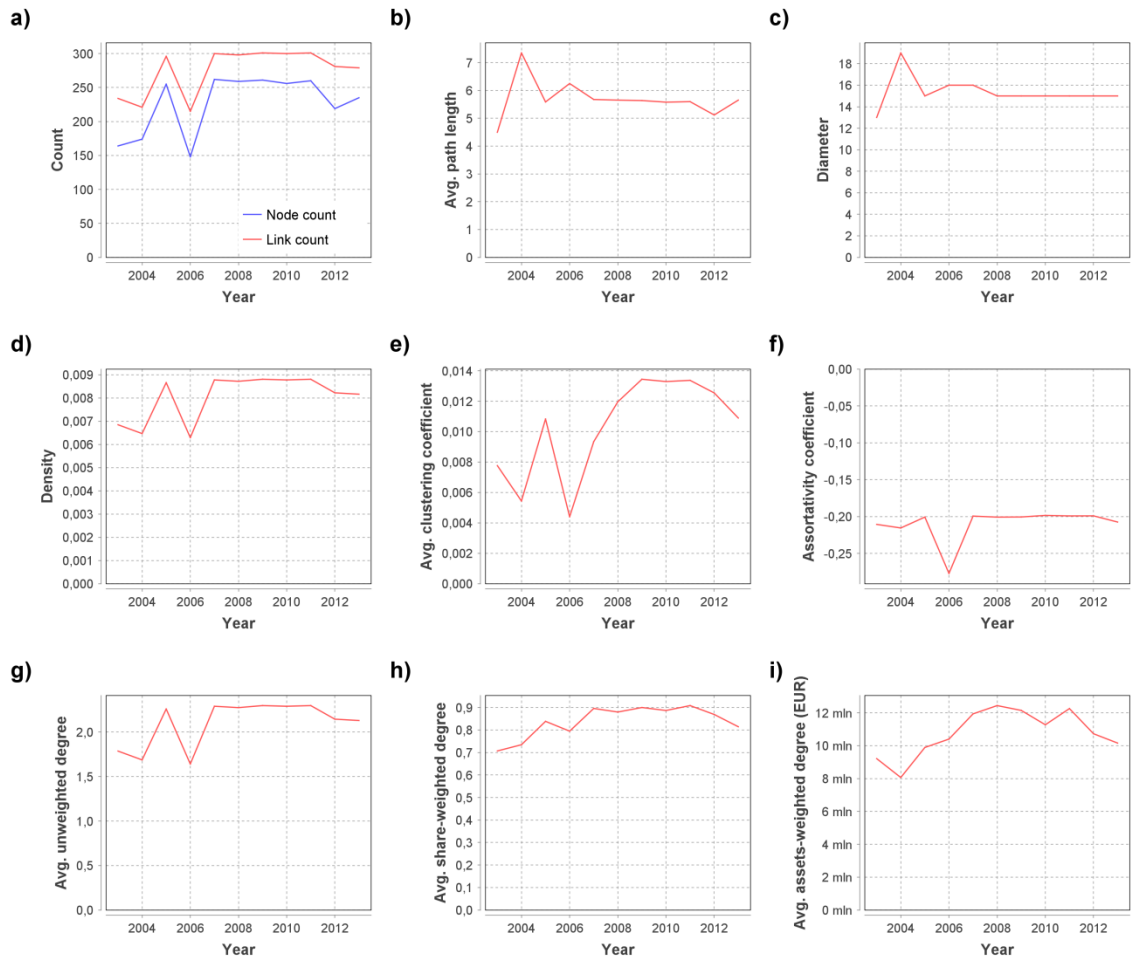 a)
300
250
200
150
100
50
0
Count
Node count
Link count
2004 2006 2008 2010 2012
Year
b)
7
6
5
4
3
2
1
0
Avg. path length
2004 2006 2008 2010 2012
Year
c)
18
16
14
12
10
8
6
4
2
0
Diameter
2004 2006 2008 2010 2012
Year
d)
0,009
0,008
0,007
0,006
0,005
0,004
0,003
0,002
0,001
0,000
Density
2004 2006 2008 2010 2012
Year
e)
0,014
0,012
0,010
0,008
0,006
0,004
0,002
0,000
Avg. clustering coefficient
2004 2006 2008 2010 2012
Year
f)
0,00
-0,05
-0,10
-0,15
-0,20
-0,25
Assortativity coefficient
2004 2006 2008 2010 2012
Year
g)
2,0
1,5
1,0
0,5
0,0
Avg. unweighted degree
2004 2006 2008 2010 2012
Year
h)
0,9
0,8
0,7
0,6
0,5
0,4
0,3
0,2
0,1
0,0
Avg. share-weighted degree
2004 2006 2008 2010 2012
Year
i)
12 mln
10 mln
8 mln
6 mln
4 mln
2 mln
0 mln
Avg. assets-weighted degree (EUR)
2004 2006 2008 2010 2012
Year